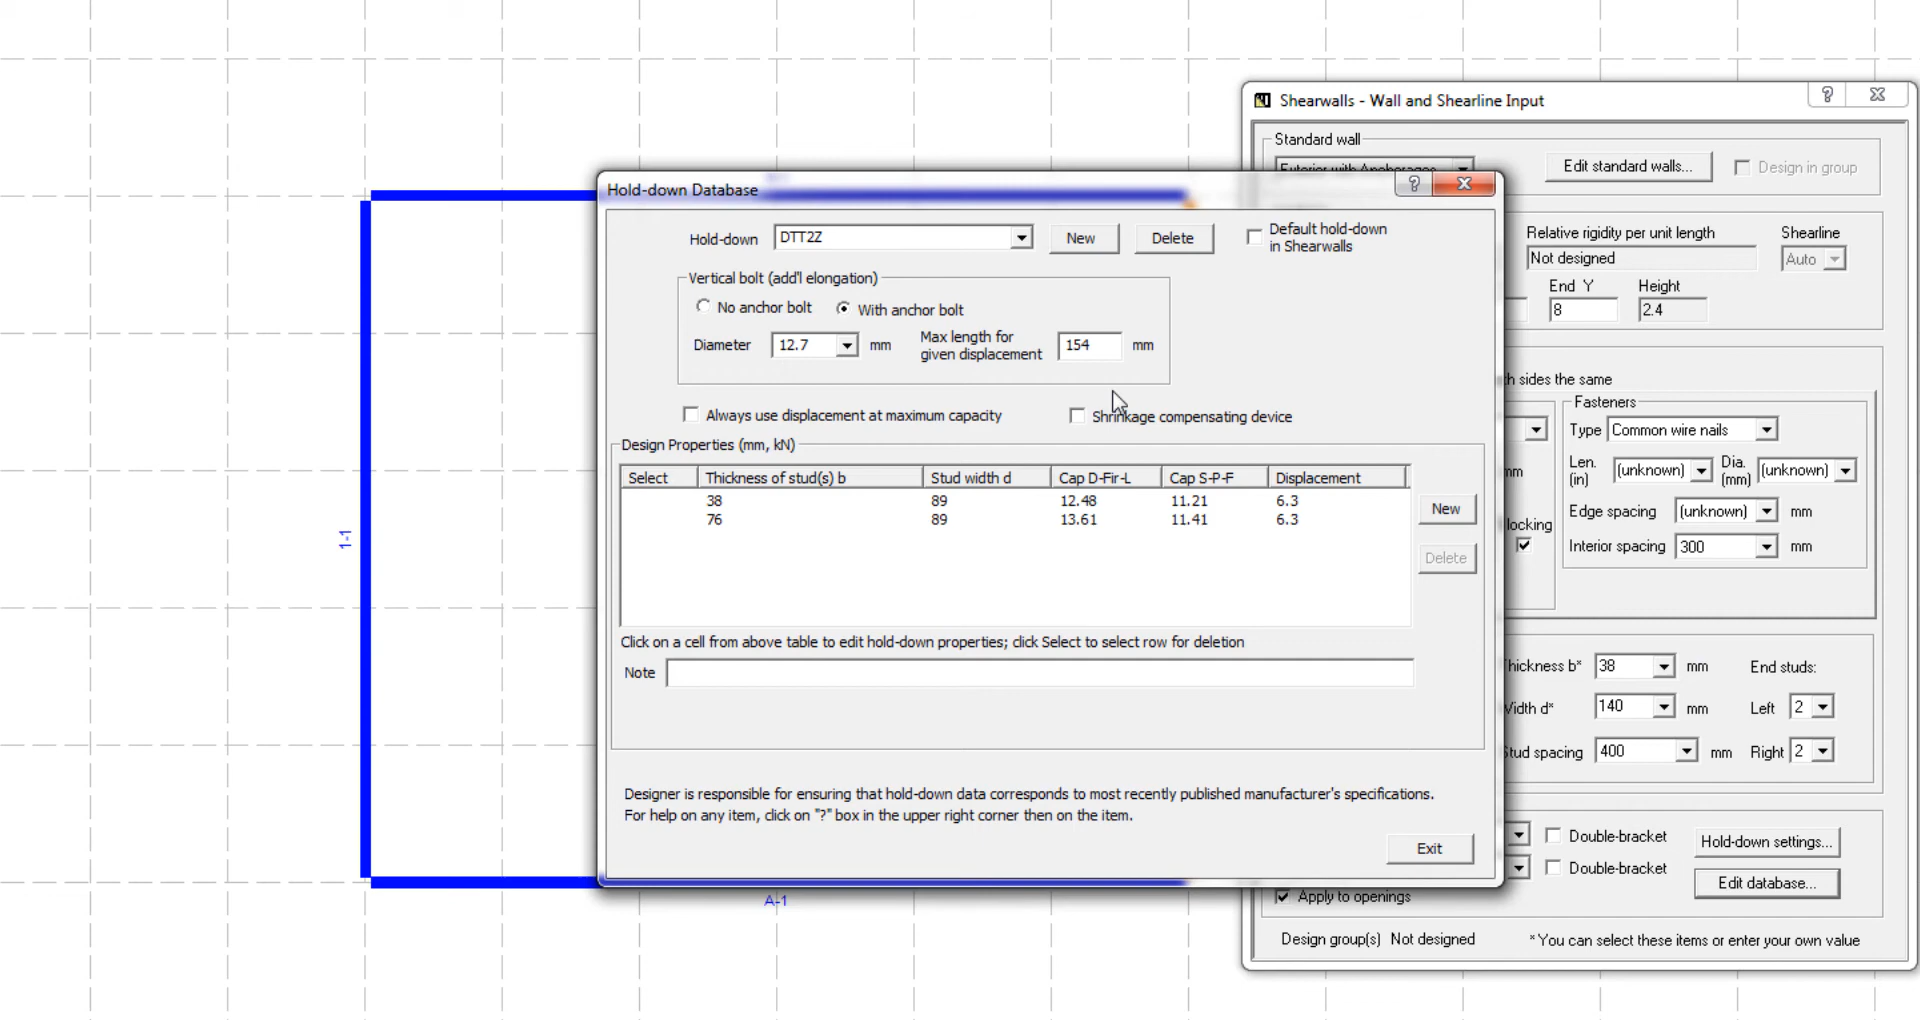 Shearwalls - Wall and Shearline Input
?
Standard wall
Exterior with Anchorages
Edit standard walls...
Design in group
Hold-down Database
?
Hold-down DTT2Z New Delete
Default hold-down
in Shearwalls
Vertical bolt (add'l elongation)
No anchor bolt With anchor bolt
Diameter 12.7 mm
Max length for
given displacement
154 mm
Always use displacement at maximum capacity
Shrinkage compensating device
Design Properties (mm, kN)
Select Thickness of stud(s) b Stud width d Cap D-Fir-L Cap S-P-F Displacement
38 89 12.48 11.21 6.3
76 89 13.61 11.41 6.3
New
Delete
Click on a cell from above table to edit hold-down properties; click Select to select row for deletion
Note
Designer is responsible for ensuring that hold-down data corresponds to most recently published manufacturer's specifications.
For help on any item, click on "?" box in the upper right corner then on the item.
Exit
Relative rigidity per unit length Shearline
Not designed Auto
End Y Height
8 2.4
sides the same
Fasteners
Type Common wire nails
Len.
(in)
(unknown)
Dia.
(mm)
(unknown)
mm
Edge spacing (unknown) mm
locking
Interior spacing 300 mm
hickness b* 38 mm End studs:
Width d* 140 mm Left 2
Stud spacing 400 mm Right 2
Double-bracket Hold-down settings...
Double-bracket
Edit database...
Apply to openings
Design group(s) Not designed *You can select these items or enter your own value
1-1
A-1